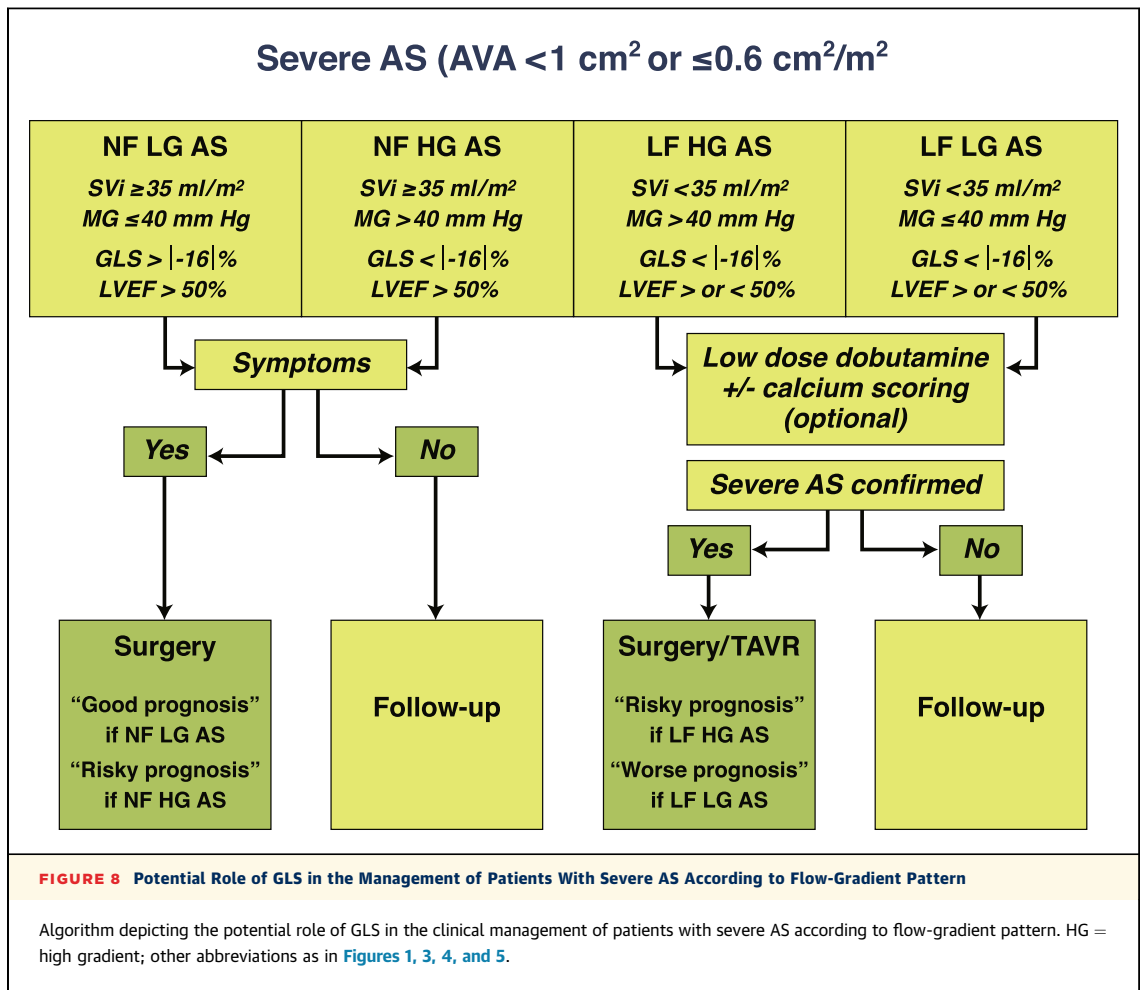 Severe AS (AVA <1 cm² or ≤0.6 cm²/m²
NF LG AS
SVi ≥35 ml/m²
MG ≤40 mm Hg
GLS > |-16|%
LVEF > 50%
NF HG AS
SVi ≥35 ml/m²
MG >40 mm Hg
GLS < |-16|%
LVEF > 50%
LF HG AS
SVi <35 ml/m²
MG >40 mm Hg
GLS < |-16|%
LVEF > or < 50%
LF LG AS
SVi <35 ml/m²
MG ≤40 mm Hg
GLS < |-16|%
LVEF > or < 50%
Symptoms
Yes
No
Low dose dobutamine
+/- calcium scoring
(optional)
Severe AS confirmed
Yes
No
Surgery
“Good prognosis”
if NF LG AS
“Risky prognosis”
if NF HG AS
Follow-up
Surgery/TAVR
“Risky prognosis”
if LF HG AS
“Worse prognosis”
if LF LG AS
Follow-up
FIGURE 8 Potential Role of GLS in the Management of Patients With Severe AS According to Flow-Gradient Pattern
Algorithm depicting the potential role of GLS in the clinical management of patients with severe AS according to flow-gradient pattern. HG =
high gradient; other abbreviations as in Figures 1, 3, 4, and 5.